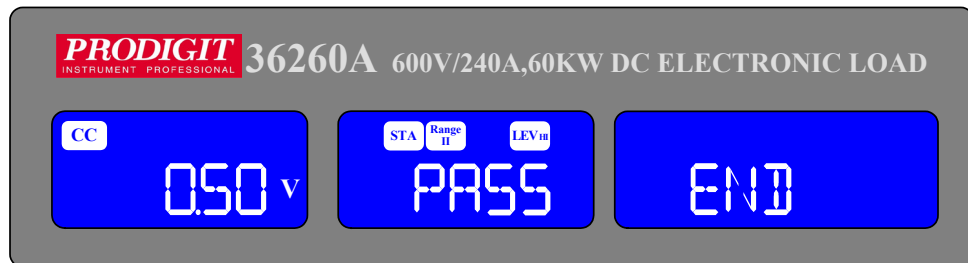 PRODIGIT
INSTRUMENT PROFESSIONAL
36260A 600V/240A,60KW DC ELECTRONIC LOAD
CC
0.50 V
STA Range II LEV HI
PASS
END